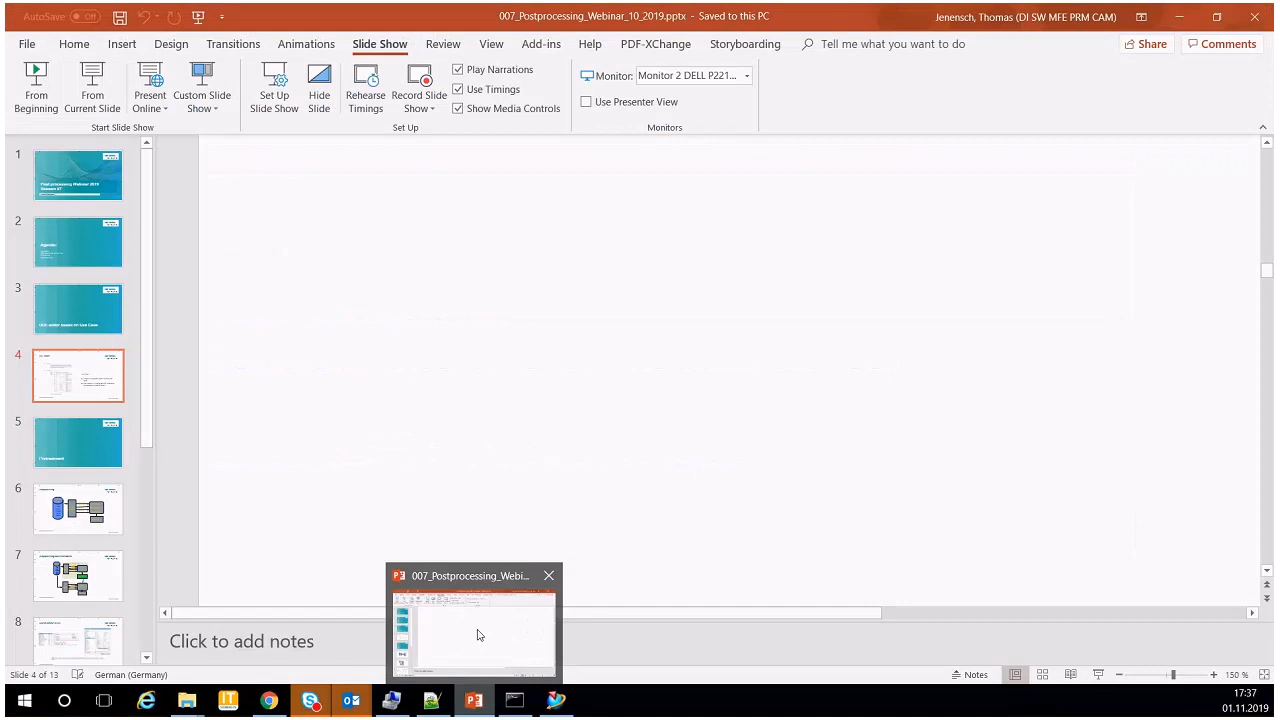 AutoSave Off 007_Postprocessing_Webinar_10_2019.pptx - Saved to this PC Jenensch, Thomas (DI SW MFE PRM CAM)
File Home Insert Design Transitions Animations Slide Show Review View Add-ins Help PDF-XChange Storyboarding Tell me what you want to do Share Comments
From Beginning
From Current Slide
Present Online
Custom Slide Show
Set Up Slide Show
Hide Slide
Rehearse Timings
Record Slide Show
Play Narrations
Use Timings
Show Media Controls
Monitor: Monitor 2 DELL P221...
Use Presenter View
Start Slide Show Set Up Monitors
1
Post processing Webinar 2019
2
Agenda:
3
4
5
6
7
8
007_Postprocessing_Webi...
Click to add notes
Slide 4 of 13 German (Germany) Notes 150 %
17:37
01.11.2019